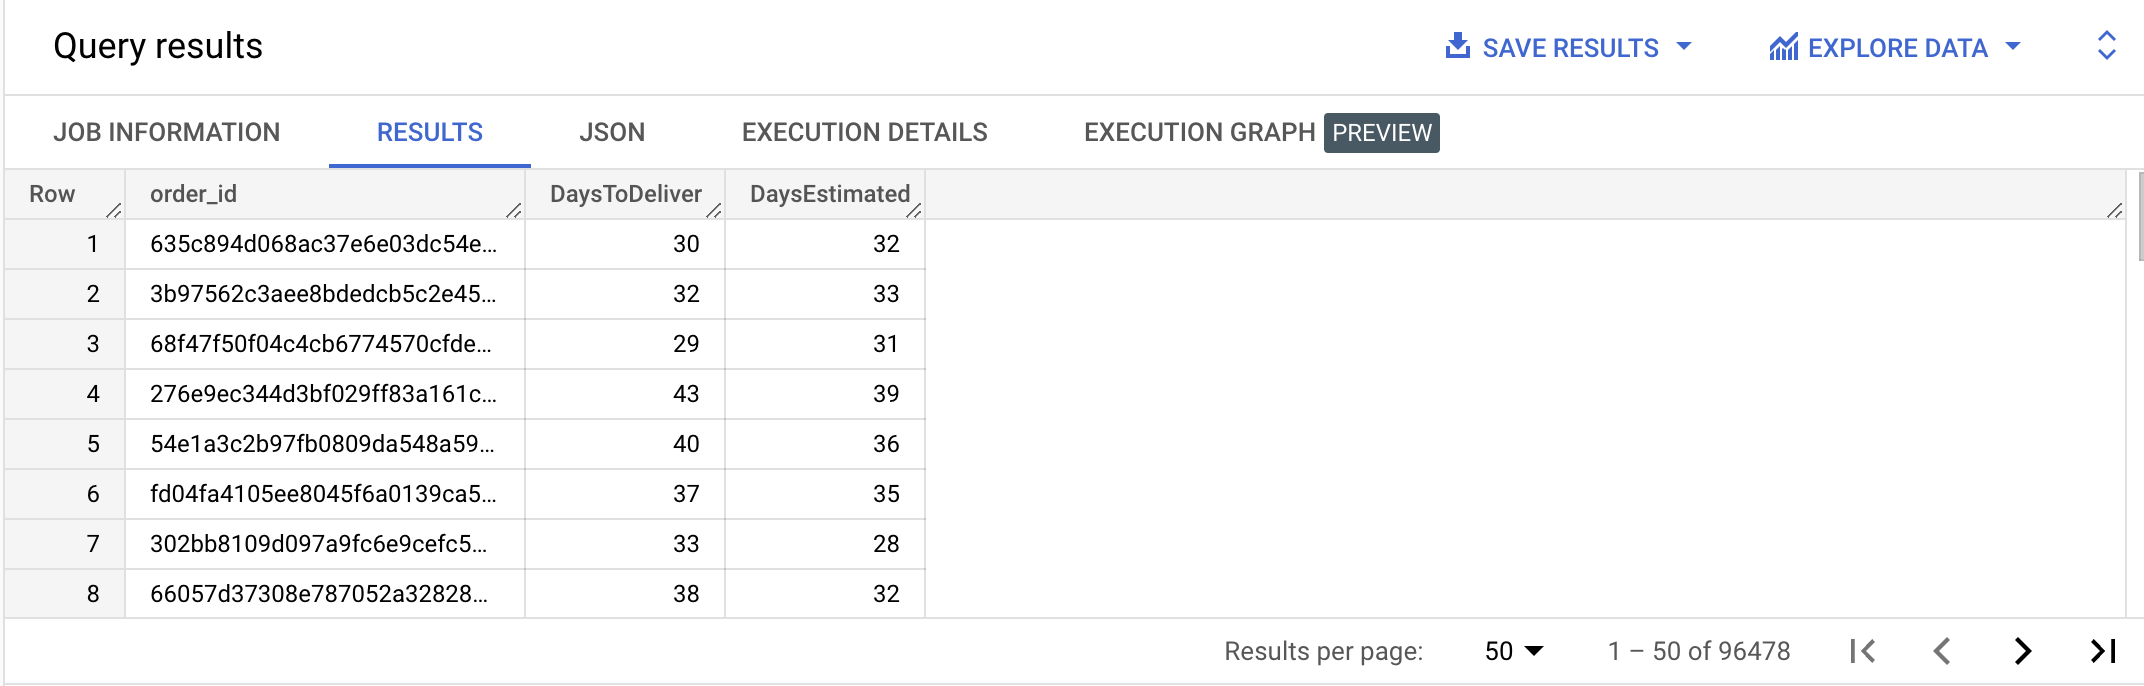 Query results SAVE RESULTS EXPLORE DATA
JOB INFORMATION RESULTS JSON EXECUTION DETAILS EXECUTION GRAPH PREVIEW
Row order_id DaysToDeliver DaysEstimated
1 635c894d068ac37e6e03dc54e... 30 32
2 3b97562c3aee8bdedcb5c2e45... 32 33
3 68f47f50f04c4cb6774570cfde... 29 31
4 276e9ec344d3bf029ff83a161c... 43 39
5 54e1a3c2b97fb0809da548a59... 40 36
6 fd04fa4105ee8045f6a0139ca5... 37 35
7 302bb8109d097a9fc6e9cefc5... 33 28
8 66057d37308e787052a32828... 38 32
Results per page: 50 1 – 50 of 96478